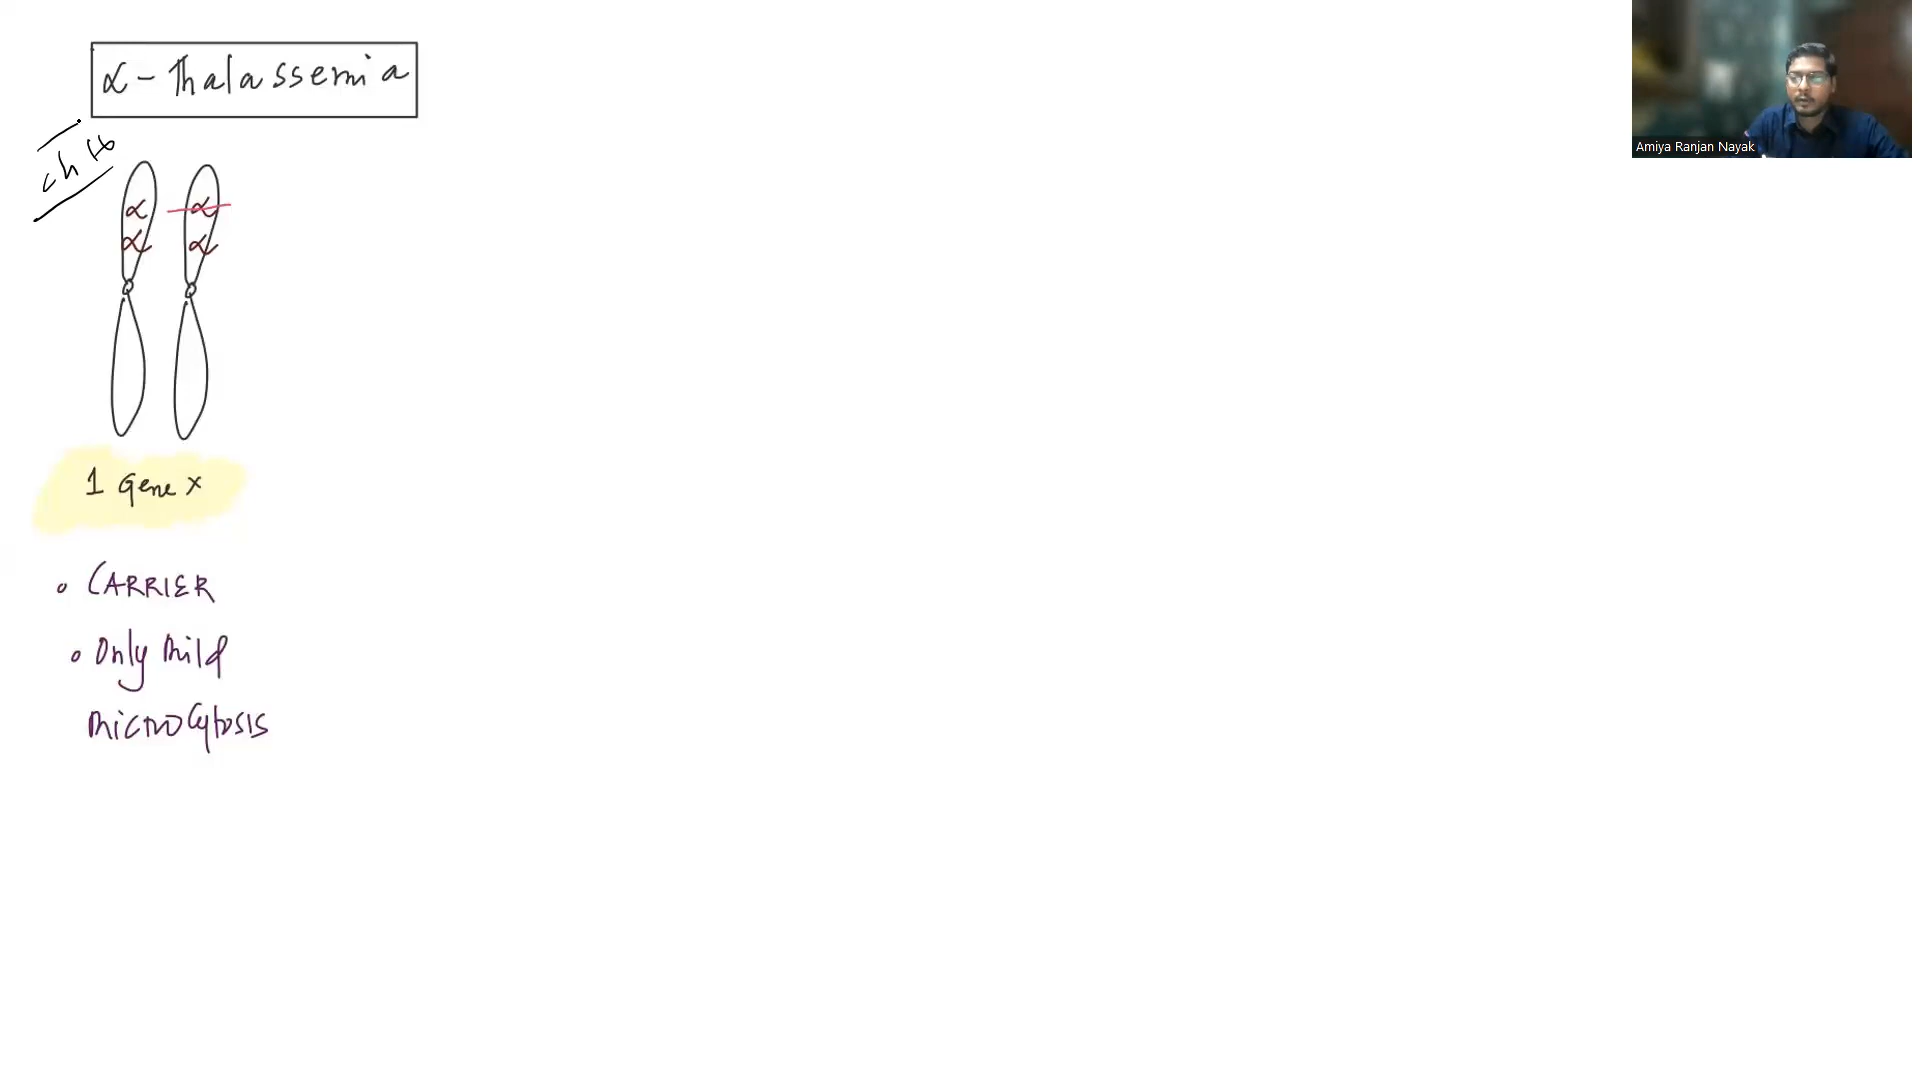 α - Thalassemia
Amiya Ranjan Nayak
ch 16
α α
α α
1 Gene x
• CARRIER
• Only mild
microcytosis